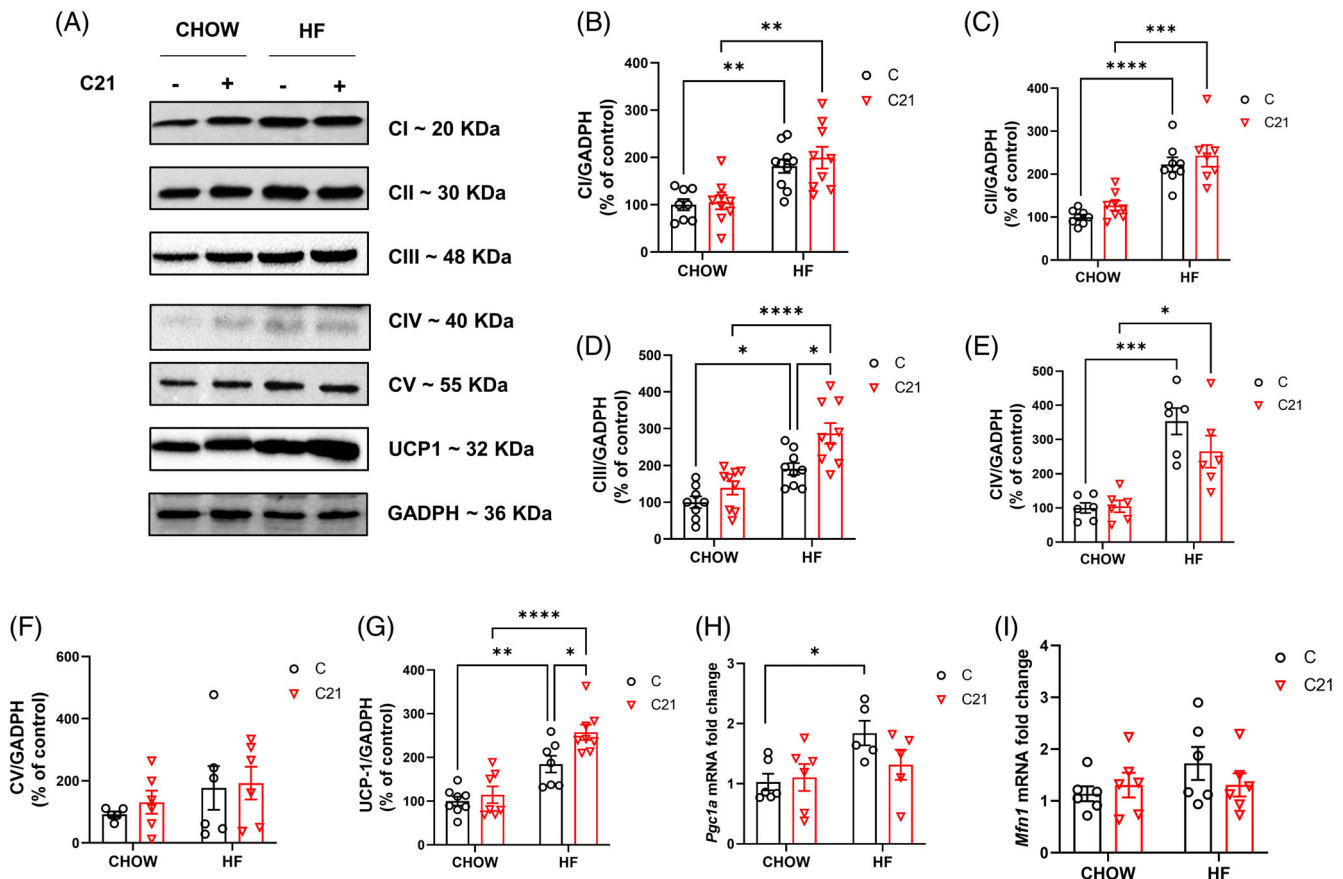 (A)
CHOW HF
C21 - + - +
CI ~ 20 KDa
CII ~ 30 KDa
CIII ~ 48 KDa
CIV ~ 40 KDa
CV ~ 55 KDa
UCP1 ~ 32 KDa
GADPH ~ 36 KDa
(B)
CI/GADPH
(% of control)
400
300
200
100
0
**
**
CHOW HF
C
C21
(C)
CII/GADPH
(% of control)
400
300
200
100
0
***
****
CHOW HF
C
C21
(D)
CIII/GADPH
(% of control)
500
400
300
200
100
0
****
* *
CHOW HF
C
C21
(E)
CIV/GADPH
(% of control)
500
400
300
200
100
0
*
***
CHOW HF
C
C21
(F)
CV/GADPH
(% of control)
600
400
200
0
CHOW HF
C
C21
(G)
UCP-1/GADPH
(% of control)
400
300
200
100
0
****
** *
CHOW HF
C
C21
(H)
Pgc1a mRNA fold change
3
2
1
0
*
CHOW HF
C
C21
(I)
Mfn1 mRNA fold change
4
3
2
1
0
CHOW HF
C
C21